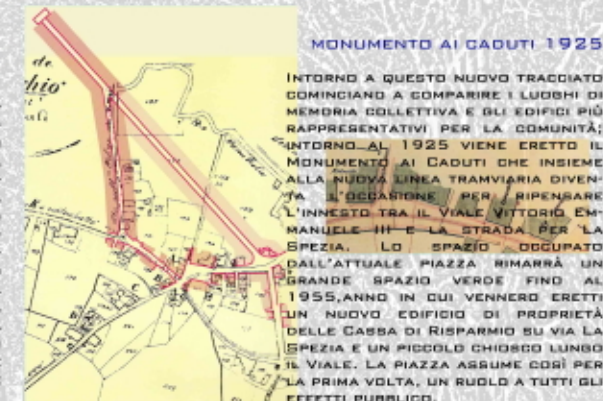 MONUMENTO AI CADUTI 1925
INTORNO A QUESTO NUOVO TRACCIATO
COMINCIANO A COMPARIRE I LUOGHI DI
MEMORIA COLLETTIVA E GLI EDIFICI PIÙ
RAPPRESENTATIVI PER LA COMUNITÀ;
INTORNO AL 1925 VIENE ERETTO IL
MONUMENTO AI CADUTI CHE INSIEME
ALLA NUOVA LINEA TRAMVIARIA DIVEN-
TA L'OCCASIONE PER RIPENSARE
L'INNESTO TRA IL VIALE VITTORIO EM-
MANUELE III E LA STRADA PER LA
SPEZIA. LO SPAZIO OCCUPATO
DALL'ATTUALE PIAZZA RIMARRÀ UN
GRANDE SPAZIO VERDE FINO AL
1955,ANNO IN CUI VENNERO ERETTI
UN NUOVO EDIFICIO DI PROPRIETÀ
DELLE CASSA DI RISPARMIO SU VIA LA
SPEZIA E UN PICCOLO CHIOSCO LUNGO
IL VIALE. LA PIAZZA ASSUME COSÌ PER
LA PRIMA VOLTA, UN RUOLO A TUTTI GLI
EFFETTI PUBBLICO.
de